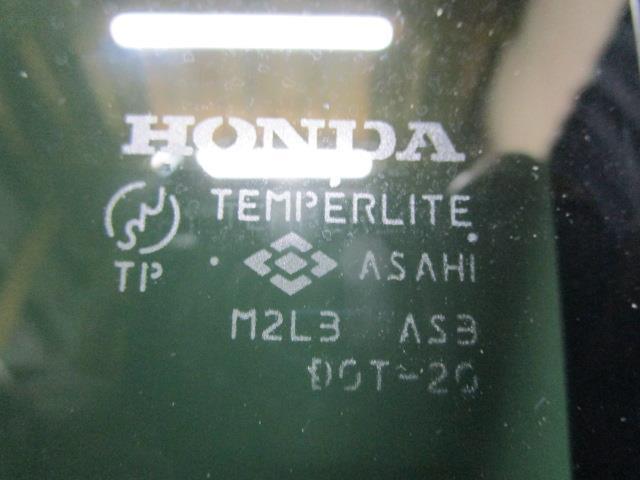 HONDA
TEMPERLITE
TP ASAHI
M2L3 AS3
DOT-20